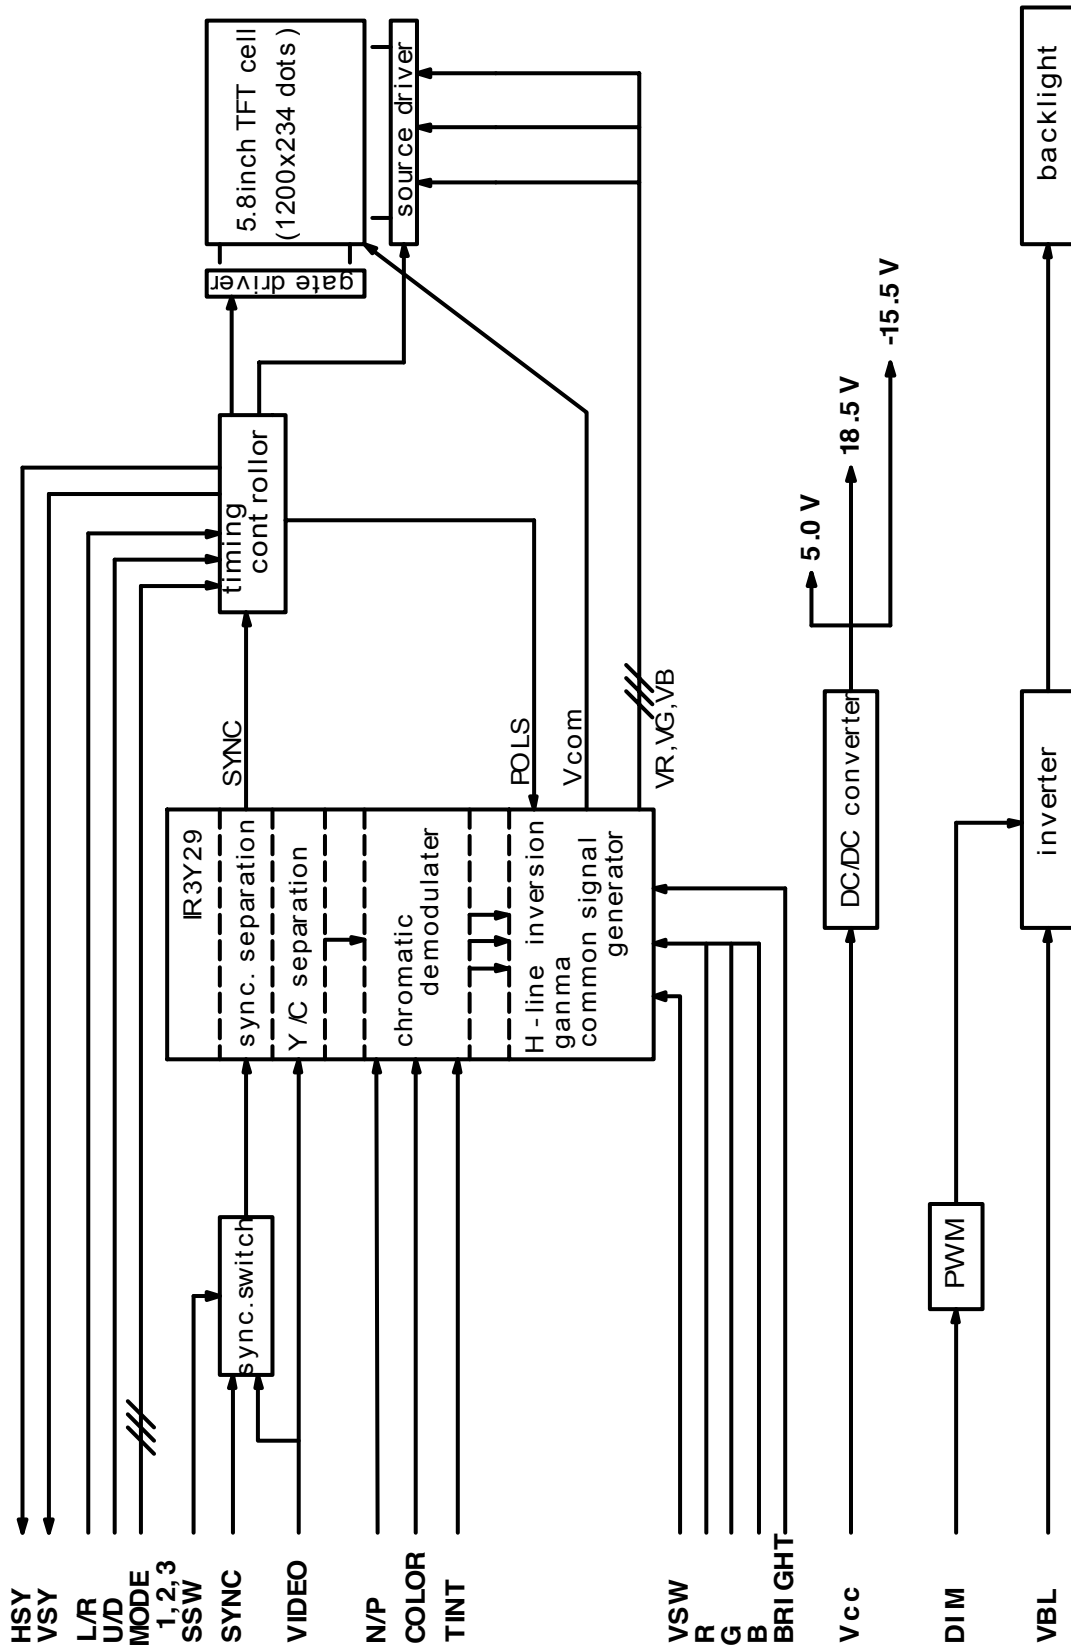 HSY
VSY
L/R
U/D
MODE
1,2,3
SSW
SYNC
VIDEO
N/P
COLOR
TINT
VSW
R
G
B
BRIGHT
Vcc
DIM
VBL
sync.switch
PWM
IR3Y29
sync. separation
Y/C separation
chromatic
demodulater
H-line inversion
ganma
common signal
generator
DC/DC converter
inverter
SYNC
POLS
Vcom
VR,VG,VB
timing
controllor
5.0 V
18.5 V
-15.5 V
gate driver
5.8inch TFT cell
(1200x234 dots)
source driver
backlight